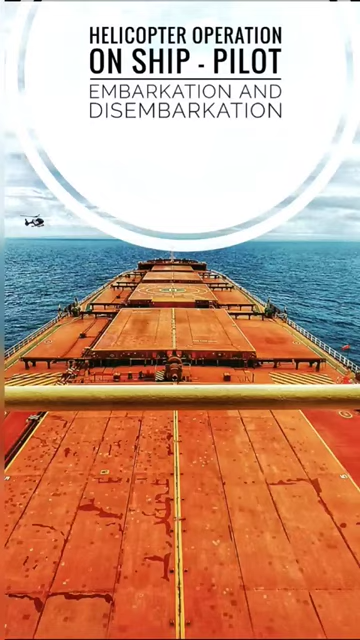 HELICOPTER OPERATION
ON SHIP - PILOT
EMBARKATION AND
DISEMBARKATION